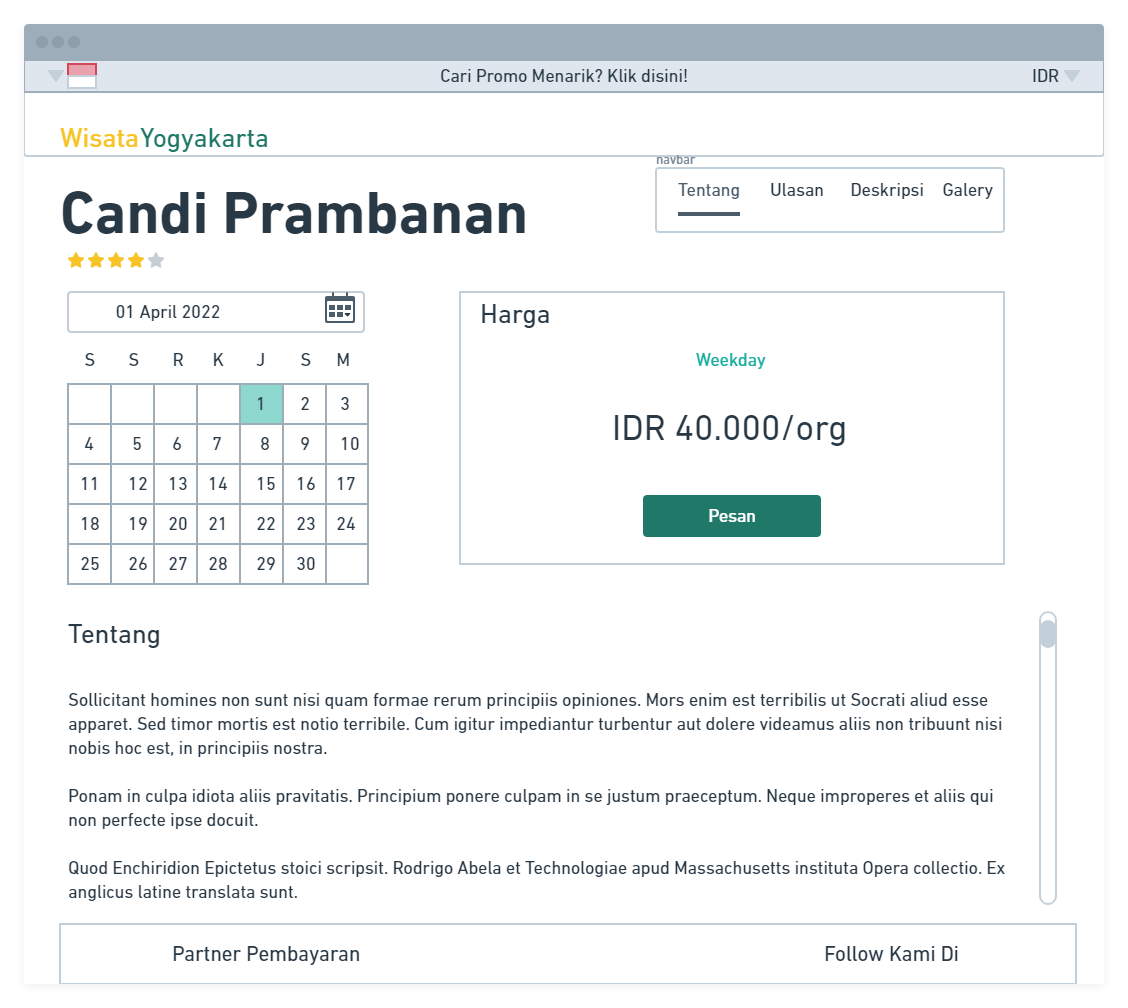 Cari Promo Menarik? Klik disini!
IDR
WisataYogyakarta
navbar
Candi Prambanan
Tentang Ulasan Deskripsi Galery
01 April 2022
S S R K J S M
1 2 3
4 5 6 7 8 9 10
11 12 13 14 15 16 17
18 19 20 21 22 23 24
25 26 27 28 29 30
Harga
Weekday
IDR 40.000/org
Pesan
Tentang
Sollicitant homines non sunt nisi quam formae rerum principiis opiniones. Mors enim est terribilis ut Socrati aliud esse
apparet. Sed timor mortis est notio terribile. Cum igitur impediantur turbentur aut dolere videamus aliis non tribuunt nisi
nobis hoc est, in principiis nostra.
Ponam in culpa idiota aliis pravitatis. Principium ponere culpam in se justum praeceptum. Neque improperes et aliis qui
non perfecte ipse docuit.
Quod Enchiridion Epictetus stoici scripsit. Rodrigo Abela et Technologiae apud Massachusetts instituta Opera collectio. Ex
anglicus latine translata sunt.
Partner Pembayaran
Follow Kami Di